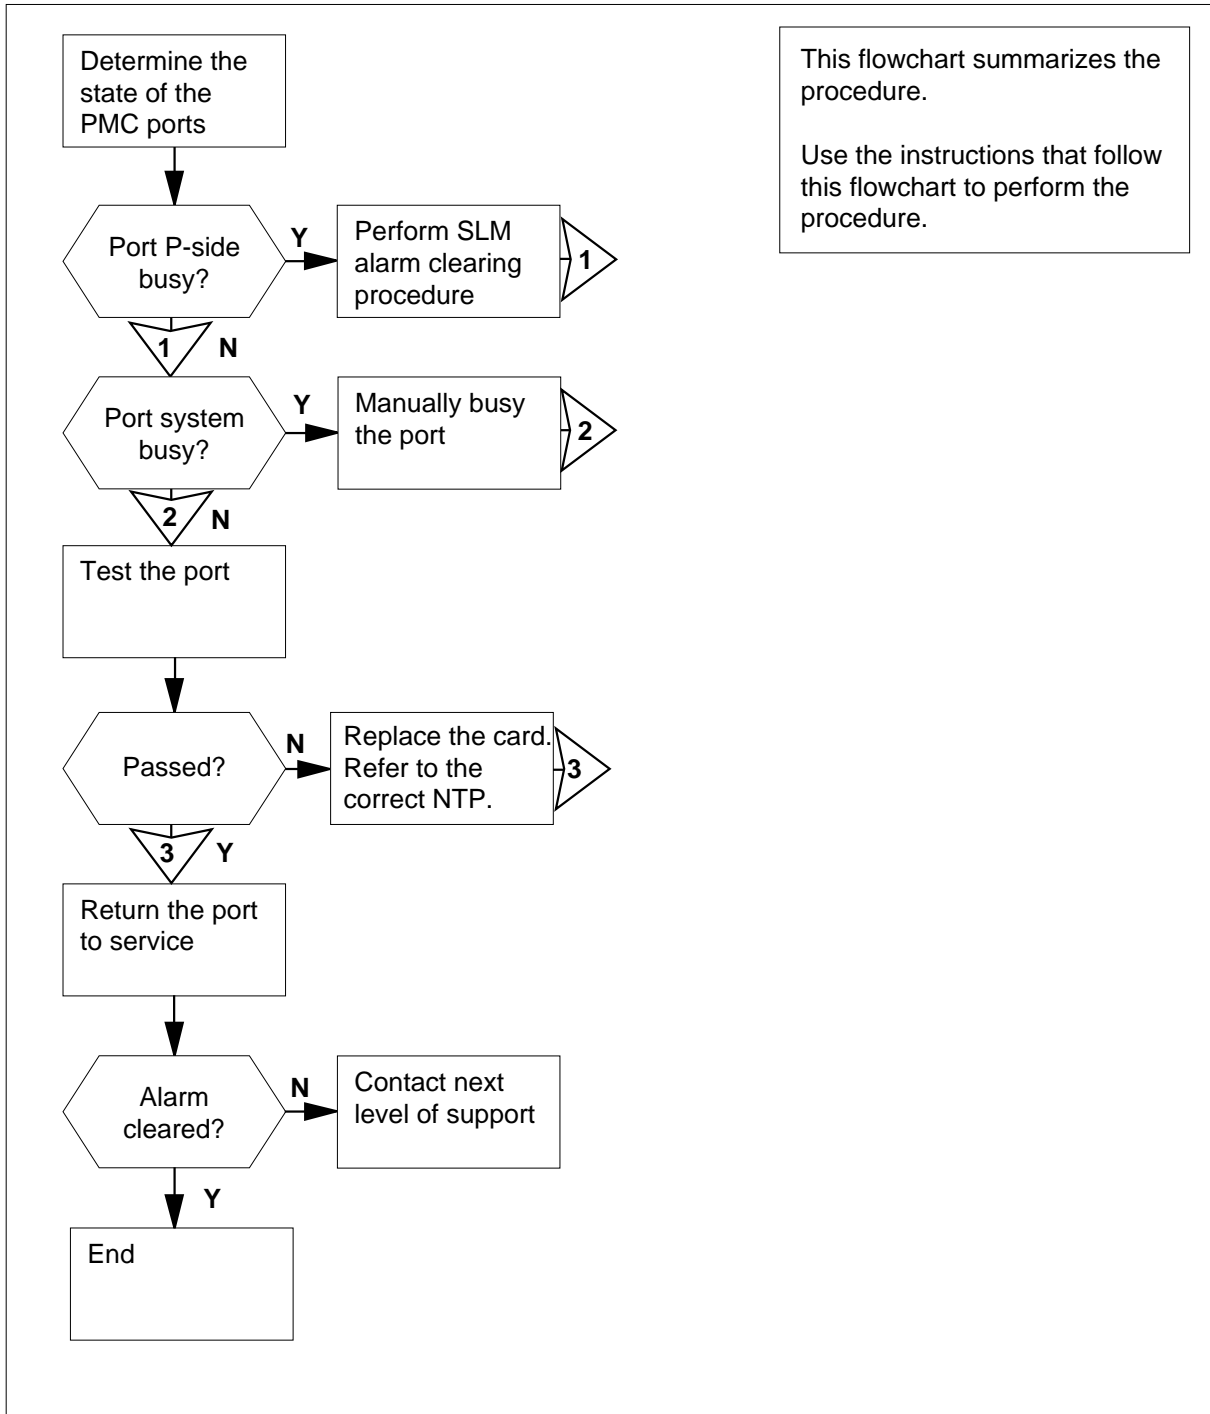 Determine the
state of the
PMC ports
This flowchart summarizes the
procedure.
Use the instructions that follow
this flowchart to perform the
procedure.
Port P-side
busy?
Y
Perform SLM
alarm clearing
procedure
1
1
N
Port system
busy?
Y
Manually busy
the port
2
2
N
Test the port
Passed?
N
Replace the card.
Refer to the
correct NTP.
3
3
Y
Return the port
to service
Alarm
cleared?
N
Contact next
level of support
Y
End